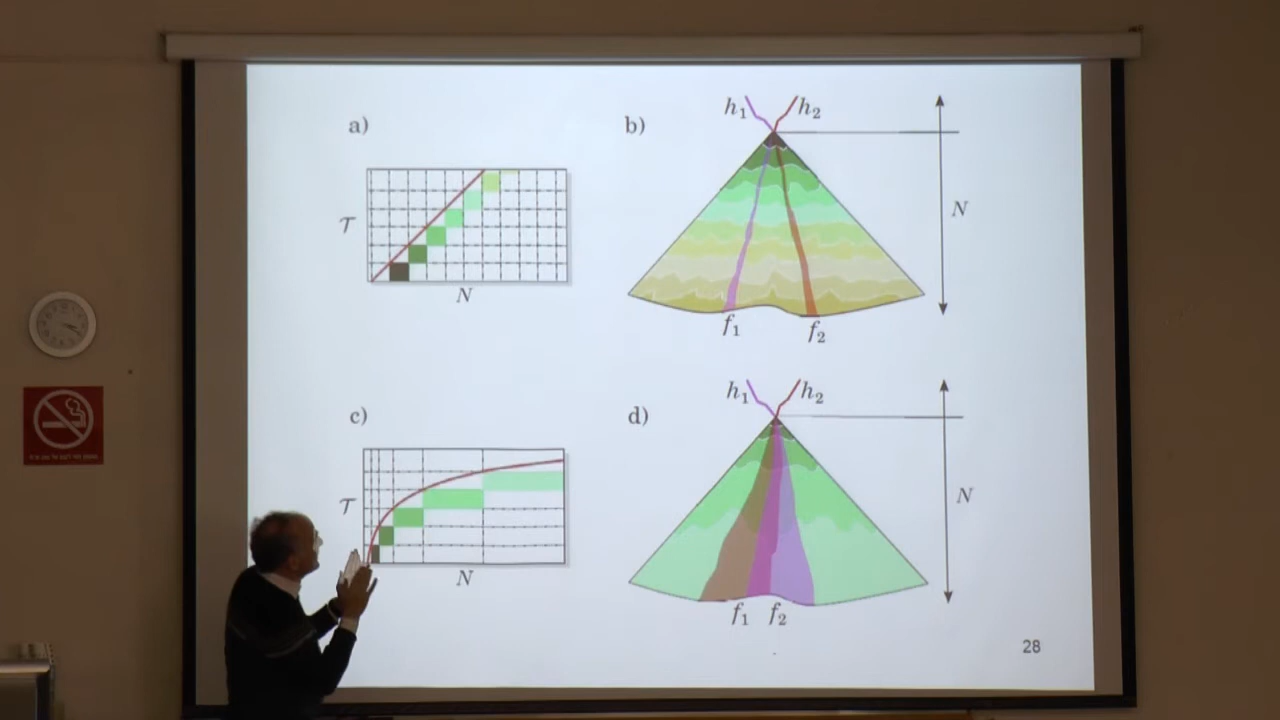 a)
𝒯
N
b)
h₁
h₂
N
f₁
f₂
c)
𝒯
N
d)
h₁
h₂
N
f₁
f₂
28